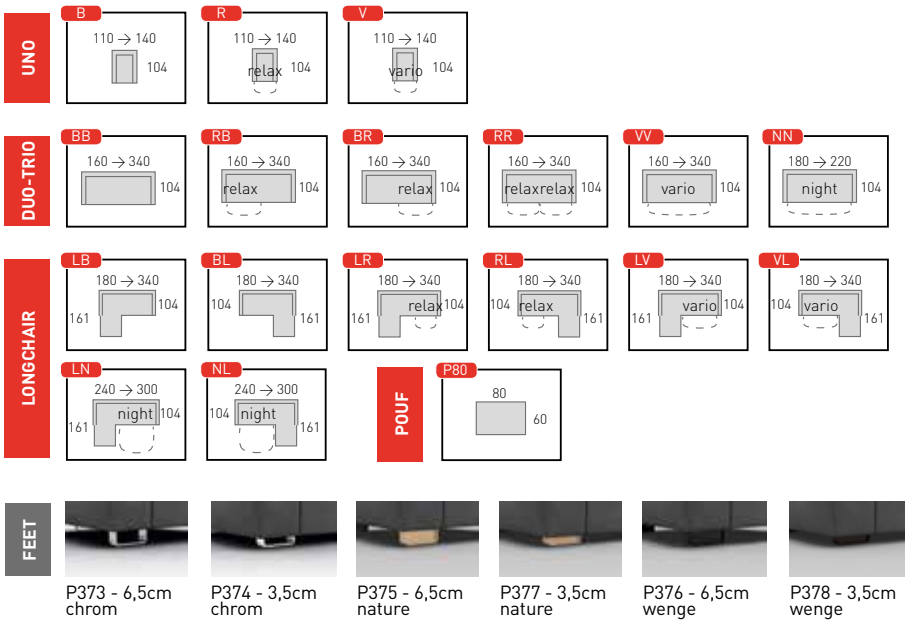 UNO
B
110 → 140
104
R
110 → 140
relax 104
V
110 → 140
vario 104
DUO-TRIO
BB
160 → 340
104
RB
160 → 340
relax 104
BR
160 → 340
relax 104
RR
160 → 340
relax relax 104
VV
160 → 340
vario 104
NN
180 → 220
night 104
LONGCHAIR
LB
180 → 340
104
161
BL
180 → 340
104
161
LR
180 → 340
relax 104
161
RL
180 → 340
104 relax
161
LV
180 → 340
vario 104
161
VL
180 → 340
104 vario
161
LN
240 → 300
night 104
161
NL
240 → 300
104 night
161
POUF
P80
80
60
FEET
P373 - 6,5cm
chrom
P374 - 3,5cm
chrom
P375 - 6,5cm
nature
P377 - 3,5cm
nature
P376 - 6,5cm
wenge
P378 - 3,5cm
wenge